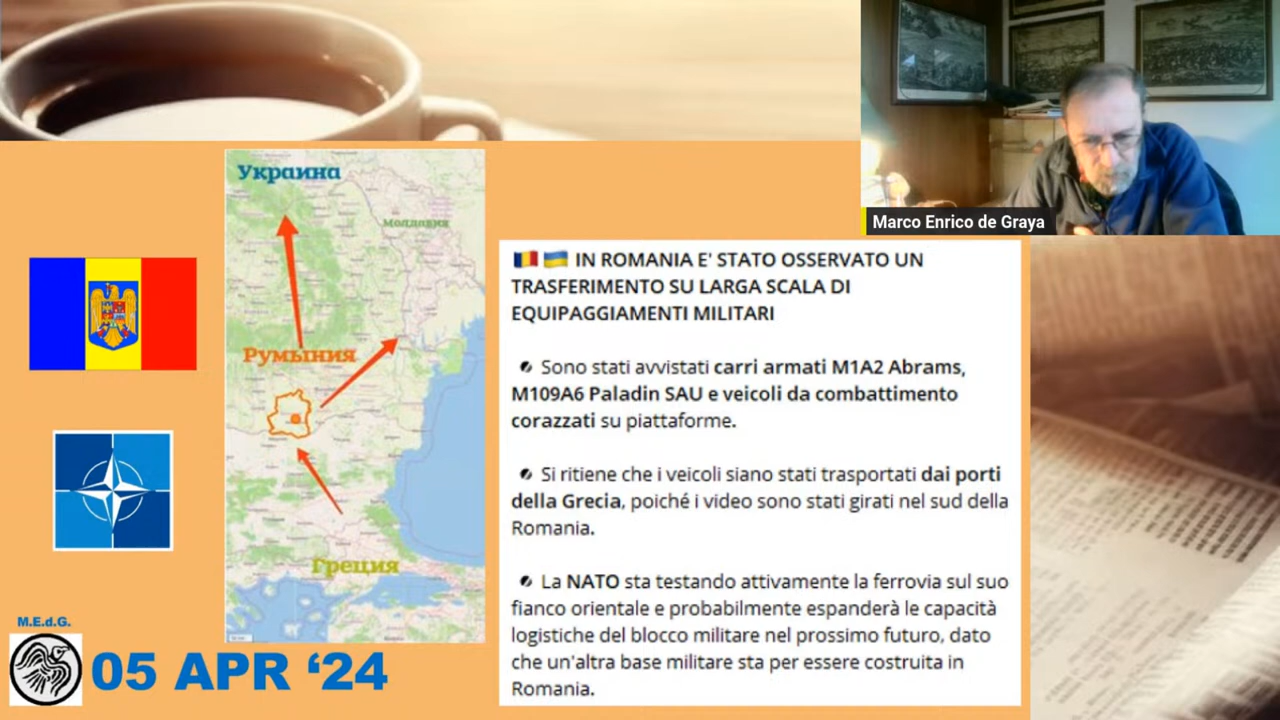 Marco Enrico de Graya
Украина
Молдавия
Румыния
Греция
🇷🇴 🇺🇦 IN ROMANIA E' STATO OSSERVATO UN
TRASFERIMENTO SU LARGA SCALA DI
EQUIPAGGIAMENTI MILITARI
Sono stati avvistati carri armati M1A2 Abrams,
M109A6 Paladin SAU e veicoli da combattimento
corazzati su piattaforme.
Si ritiene che i veicoli siano stati trasportati dai porti
della Grecia, poiché i video sono stati girati nel sud della
Romania.
La NATO sta testando attivamente la ferrovia sul suo
fianco orientale e probabilmente espanderà le capacità
logistiche del blocco militare nel prossimo futuro, dato
che un'altra base militare sta per essere costruita in
Romania.
M.E.d.G.
05 APR ‘24